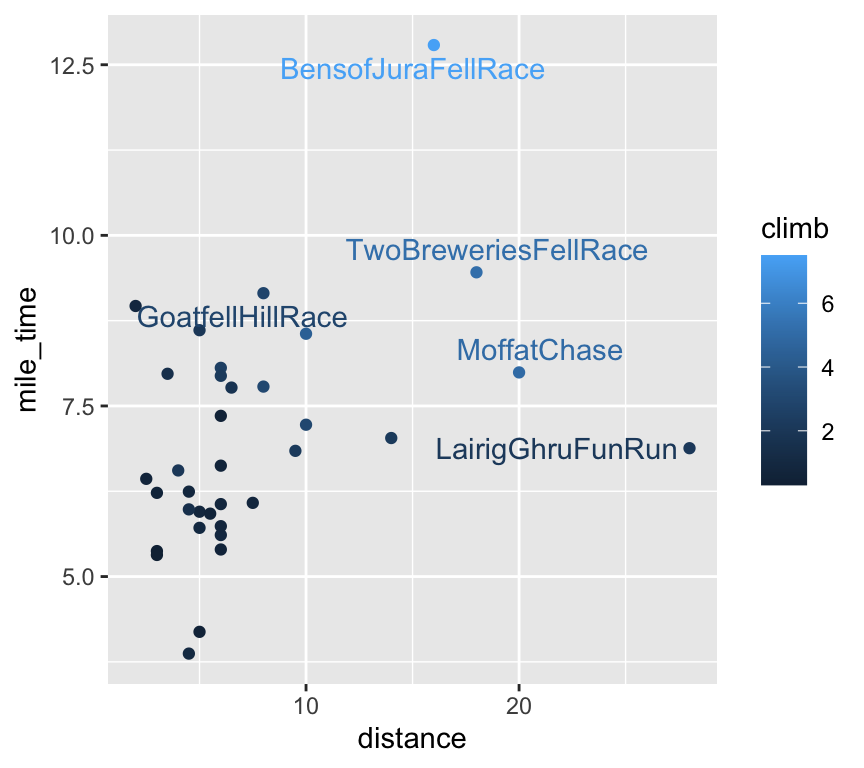 12.5
BensofJuraFellRace
10.0
TwoBreweriesFellRace
GoatfellHillRace
MoffatChase
7.5
LairigGhruFunRun
5.0
mile_time
10
20
distance
climb
6
4
2